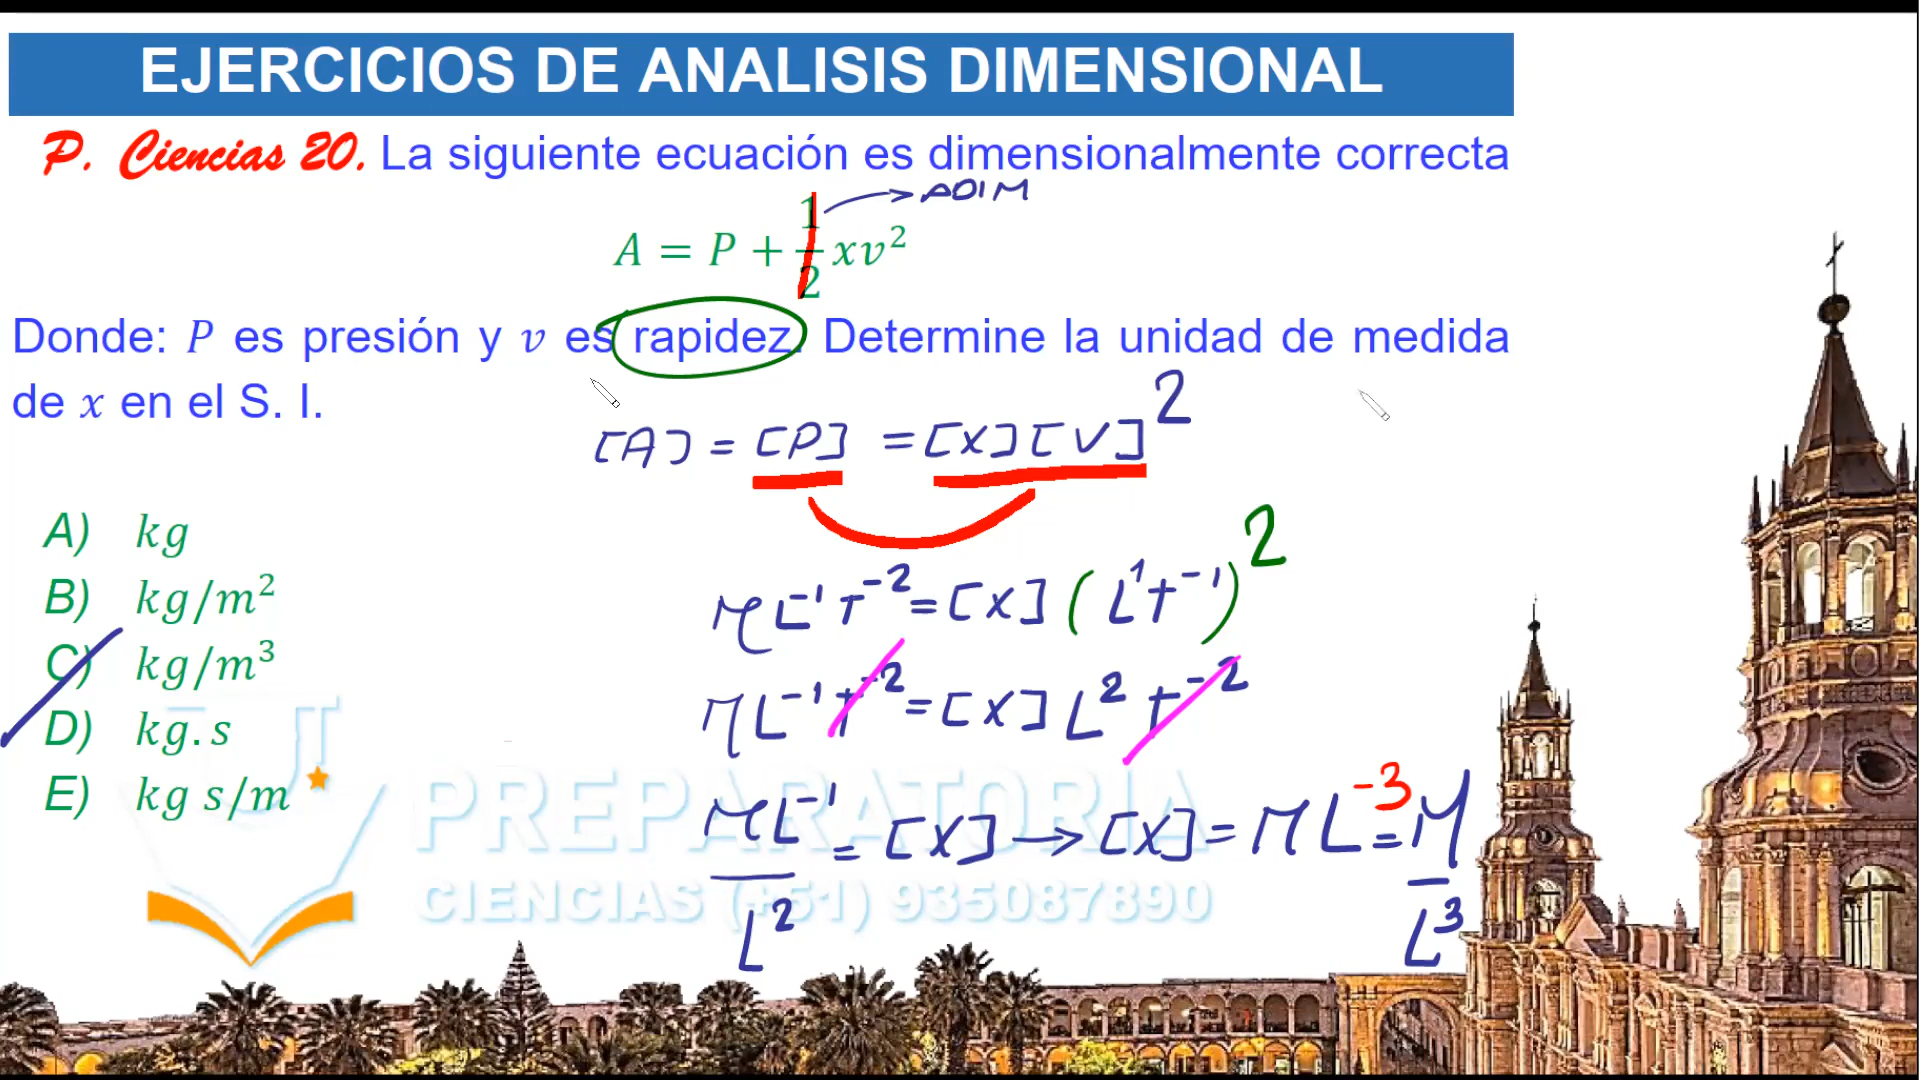 EJERCICIOS DE ANALISIS DIMENSIONAL
P. Ciencias 20. La siguiente ecuación es dimensionalmente correcta
ADIM
A = P + 1/2 xv²
Donde: P es presión y v es rapidez. Determine la unidad de medida
de x en el S. I.
[A] = [P] = [X][V]²
A) kg
B) kg/m²
C) kg/m³
D) kg. s
E) kg s/m
ML⁻¹T⁻² = [X] (L¹T⁻¹)²
ML⁻¹T⁻² = [X] L² T⁻²
ML⁻¹/L² = [X] → [X] = ML⁻³ = M/L³
PREPARATORIA
CIENCIAS (+51) 935087890